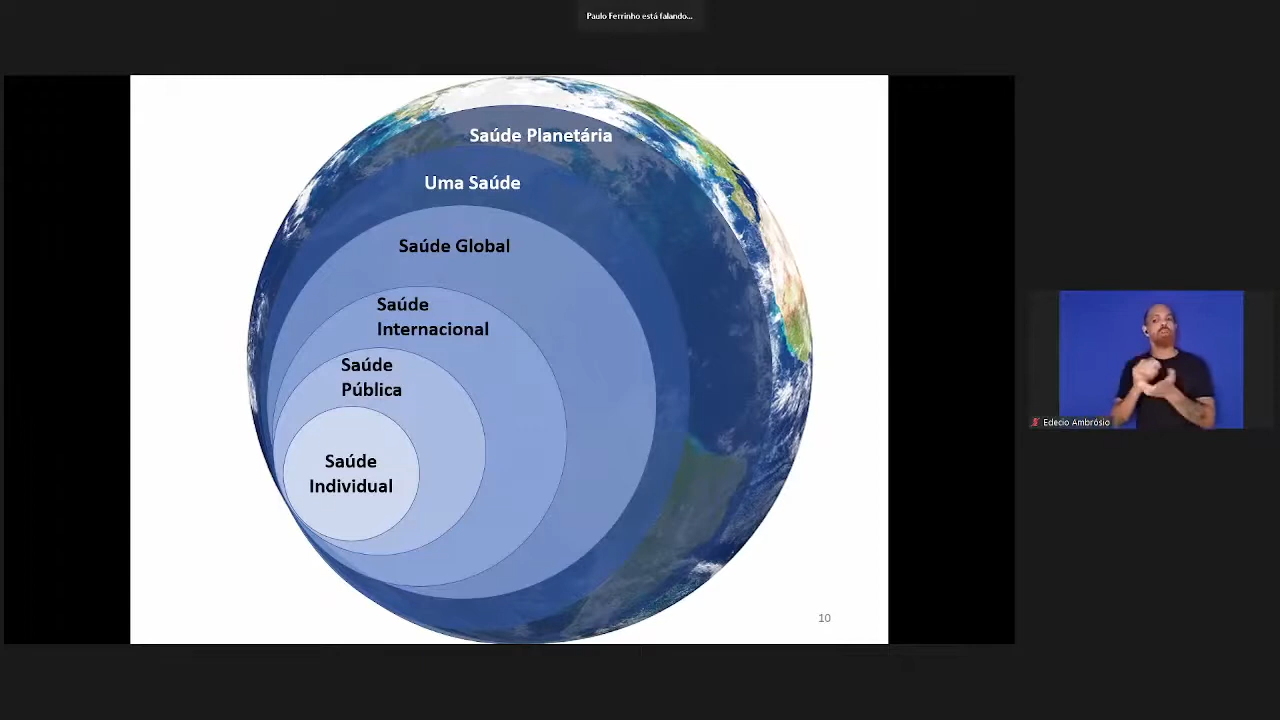 Paulo Ferrinho está falando...
Saúde Planetária
Uma Saúde
Saúde Global
Saúde
Internacional
Saúde
Pública
Saúde
Individual
Edecio Ambrósio
10